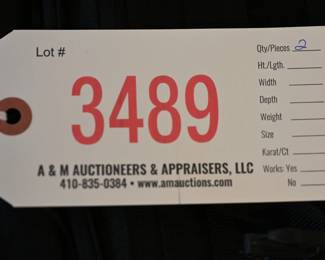 Lot #
3489
A & M AUCTIONEERS & APPRAISERS, LLC
410-835-0384 • www.amauctions.com
Qty/Pieces 2
Ht./Lgth.
Width
Depth
Weight
Size
Karat/Ct
Works: Yes
No